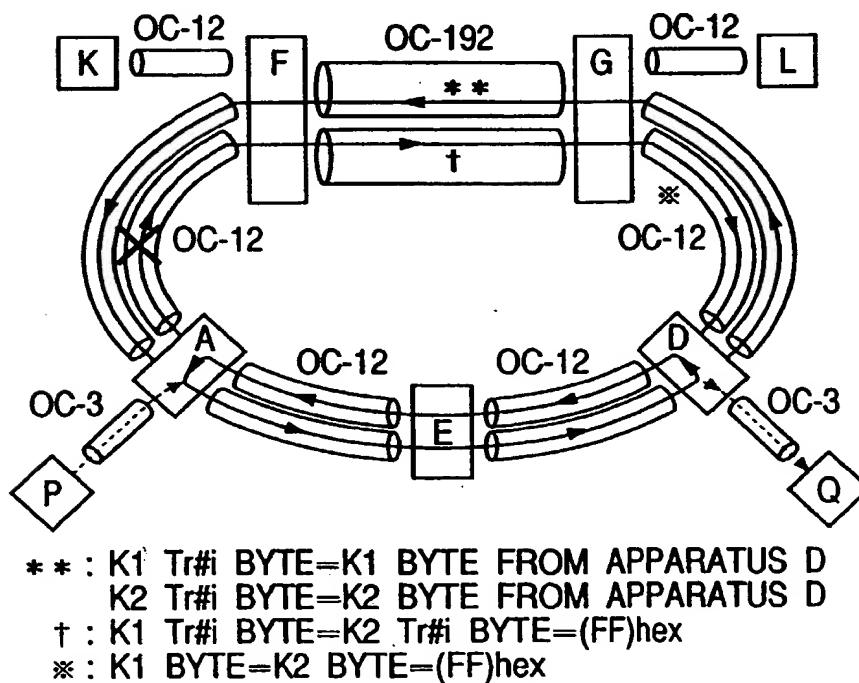 OC-12 OC-192 OC-12
K F G L
* *
†
※
OC-12 OC-12
A D
OC-12 OC-12
OC-3 OC-3
E
P Q
* * : K1 Tr#i BYTE=K1 BYTE FROM APPARATUS D
K2 Tr#i BYTE=K2 BYTE FROM APPARATUS D
† : K1 Tr#i BYTE=K2 Tr#i BYTE=(FF)hex
※ : K1 BYTE=K2 BYTE=(FF)hex